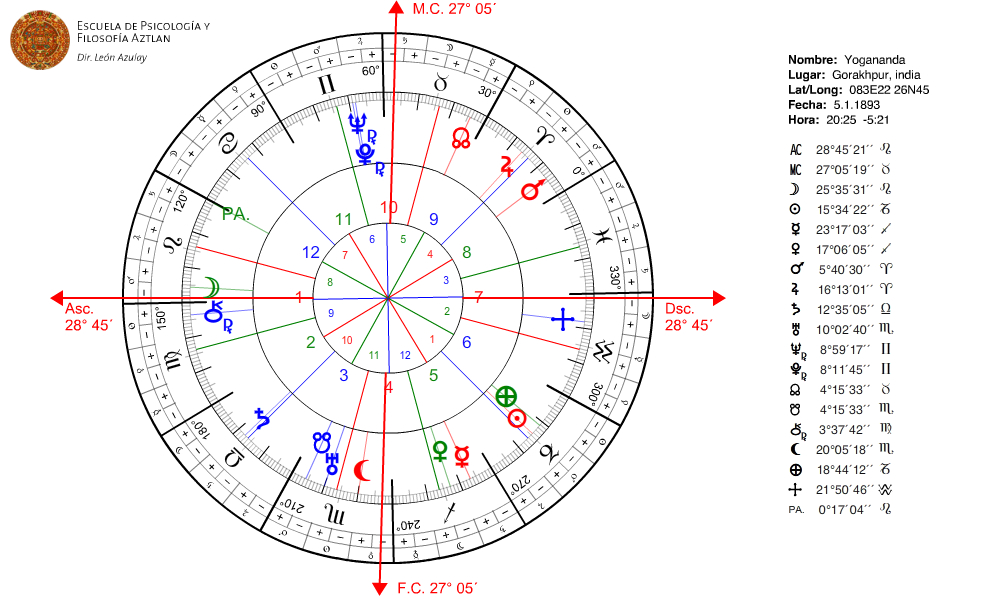 ESCUELA DE PSICOLOGÍA Y
FILOSOFÍA AZTLAN
Dir. León Azulay
M.C. 27° 05´
60°
30°
0°
330°
300°
270°
240°
210°
180°
150°
120°
90°
PA.
Asc.
28° 45´
Dsc.
28° 45´
F.C. 27° 05´
10
9
8
7
6
5
4
3
2
1
12
11
6
5
4
3
2
1
12
11
10
9
8
7
Nombre: Yogananda
Lugar: Gorakhpur, india
Lat/Long: 083E22 26N45
Fecha: 5.1.1893
Hora: 20:25 -5:21
AC 28°45´21´´ ♌
MC 27°05´19´´ ♉
☽ 25°35´31´´ ♌
☉ 15°34´22´´ ♑
☿ 23°17´03´´ ♐
♀ 17°06´05´´ ♐
♂ 5°40´30´´ ♈
♃ 16°13´01´´ ♈
♄ 12°35´05´´ ♎
♅ 10°02´40´´ ♏
♆℞ 8°59´17´´ ♊
♇℞ 8°11´45´´ ♊
☊ 4°15´33´´ ♉
☋ 4°15´33´´ ♏
⚷℞ 3°37´42´´ ♍
⚸ 20°05´18´´ ♏
⊕ 18°44´12´´ ♑
┼ 21°50´46´´ ♒
PA. 0°17´04´´ ♌